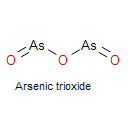 As As
O O O
Arsenic trioxide